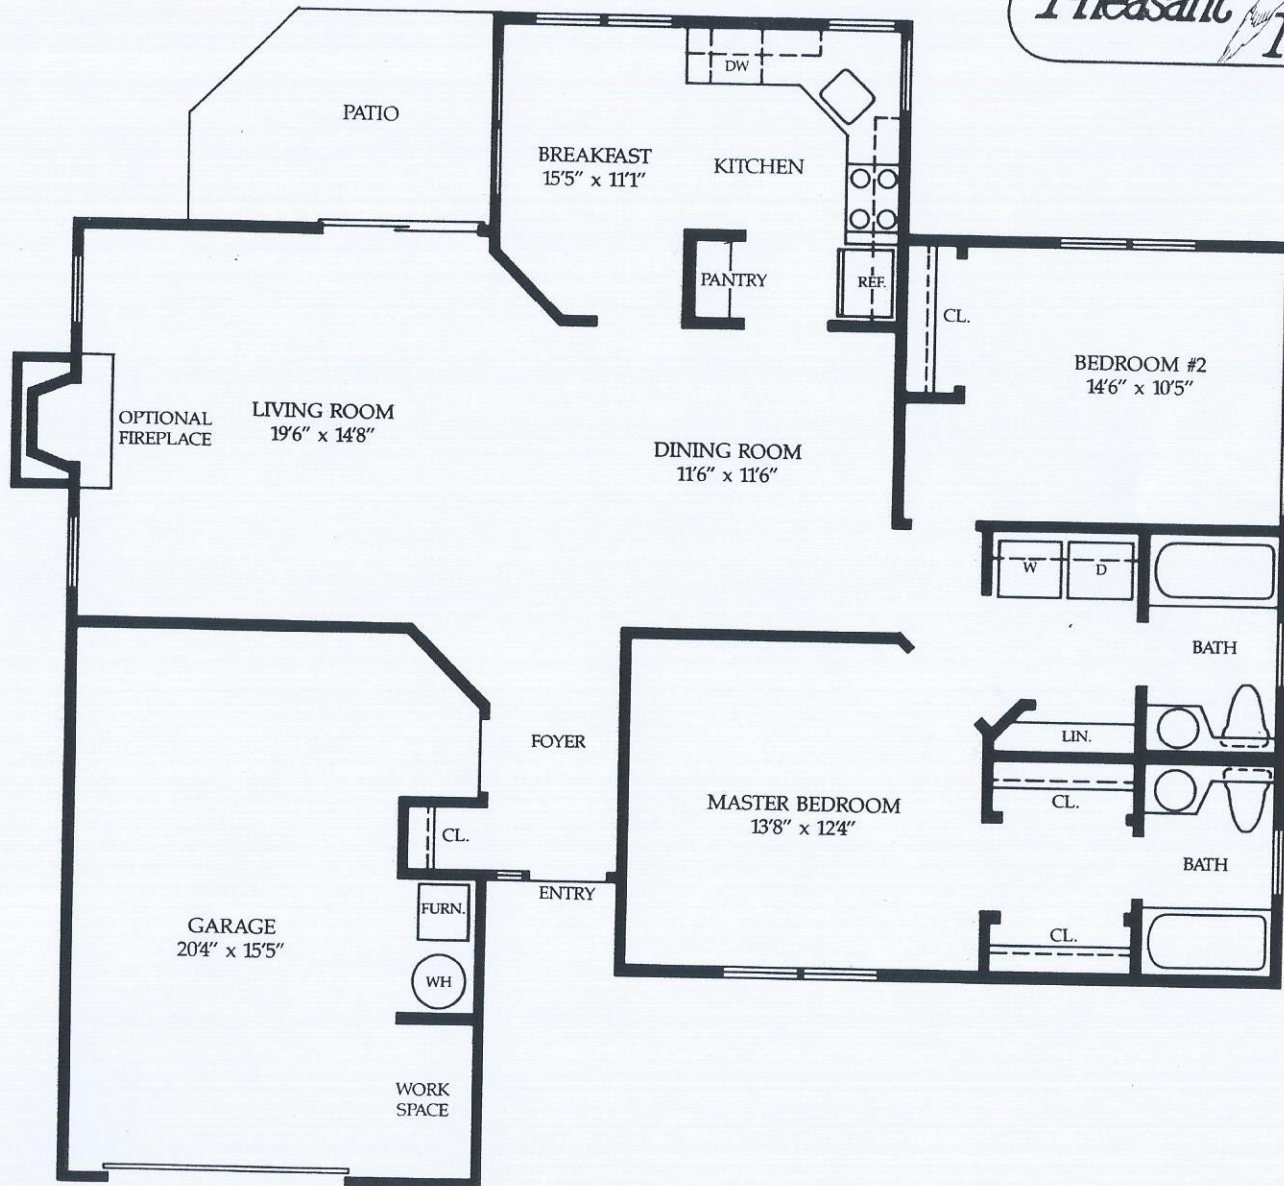 Pheasant
PATIO
DW
BREAKFAST
15'5" x 11'1"
KITCHEN
PANTRY
REF.
CL.
BEDROOM #2
14'6" x 10'5"
OPTIONAL
FIREPLACE
LIVING ROOM
19'6" x 14'8"
DINING ROOM
11'6" x 11'6"
W
D
BATH
LIN.
FOYER
CL.
MASTER BEDROOM
13'8" x 12'4"
CL.
BATH
ENTRY
FURN.
GARAGE
20'4" x 15'5"
CL.
WH
WORK
SPACE